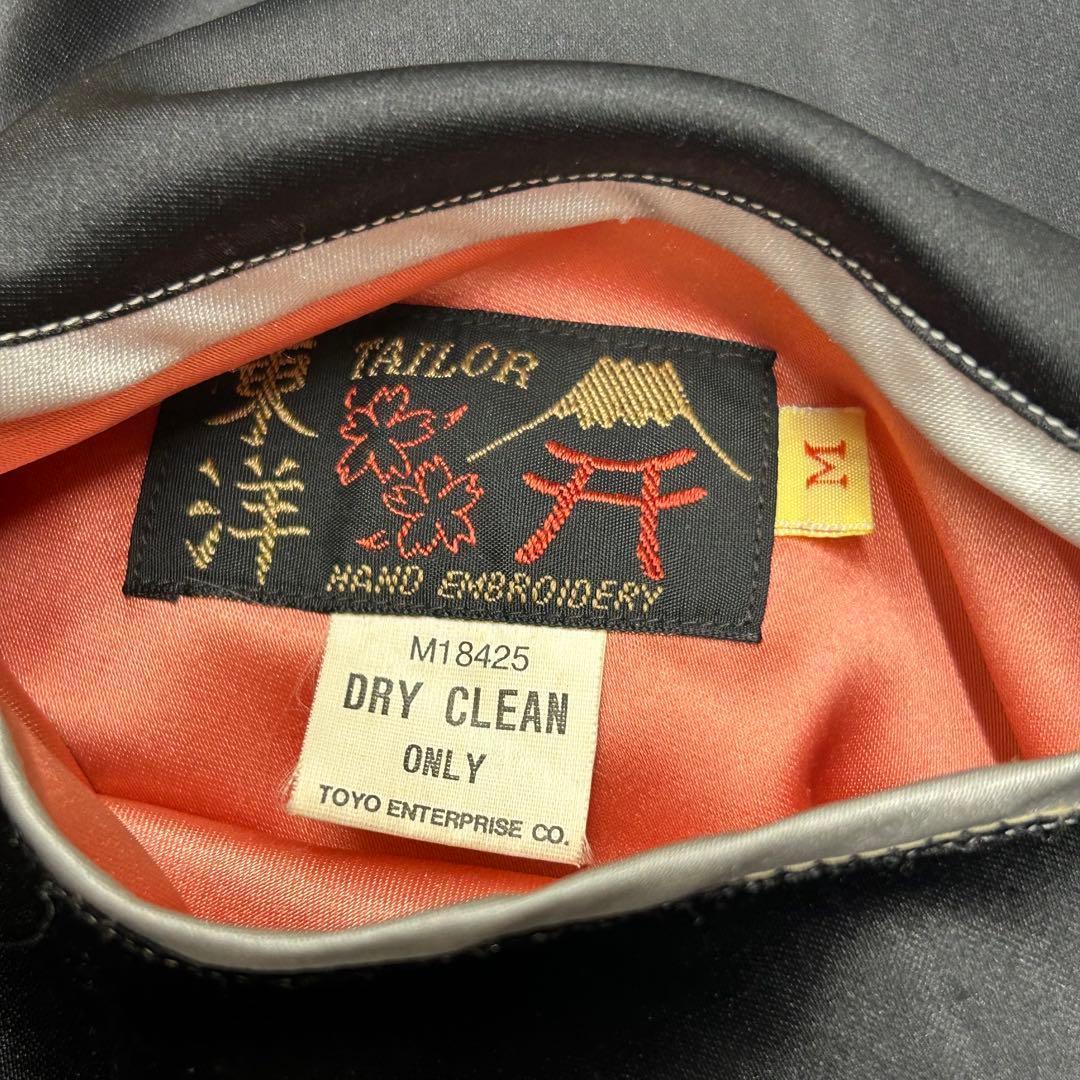 東洋
TAILOR
HAND EMBROIDERY
M
M18425
DRY CLEAN
ONLY
TOYO ENTERPRISE CO.